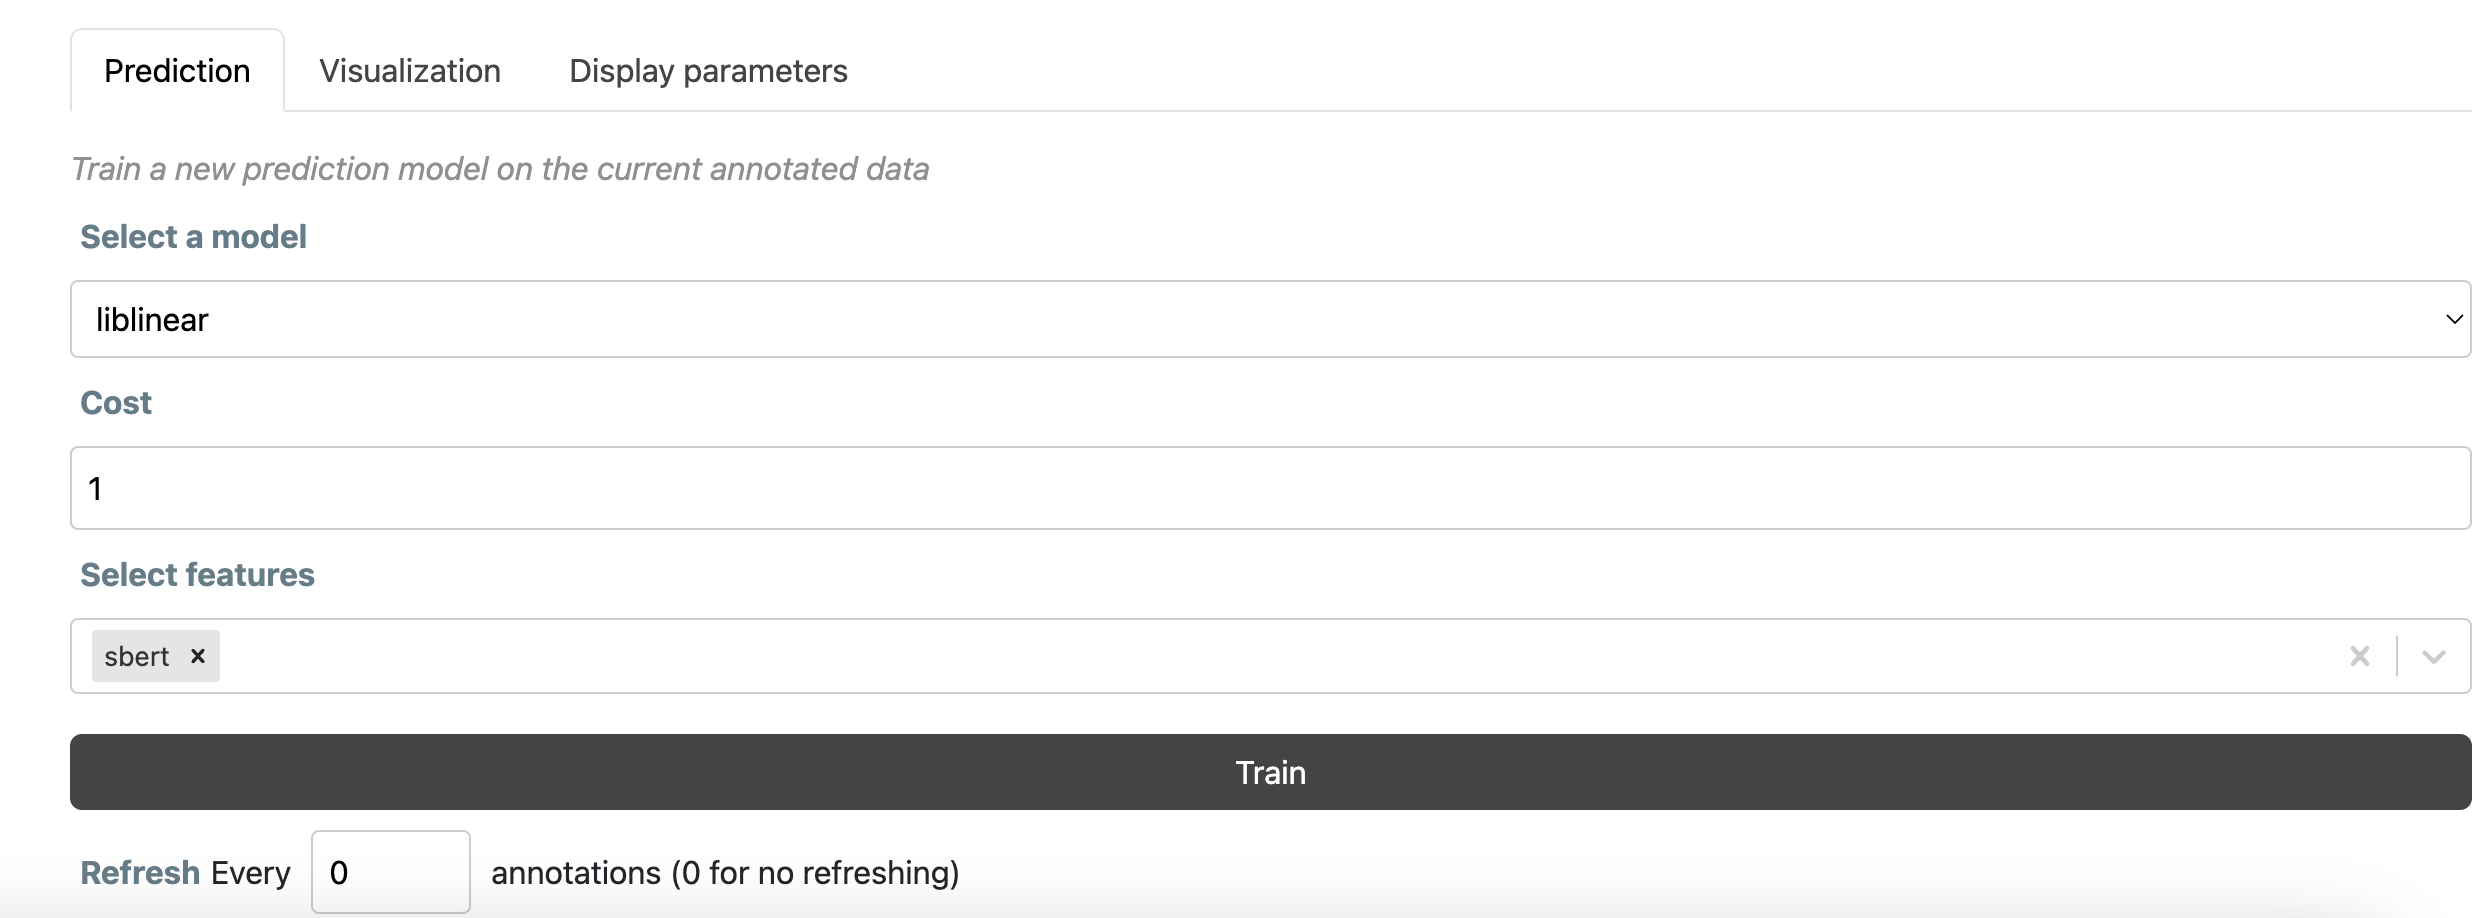 Prediction Visualization Display parameters
Train a new prediction model on the current annotated data
Select a model
liblinear
Cost
1
Select features
sbert
Train
Refresh Every 0 annotations (0 for no refreshing)